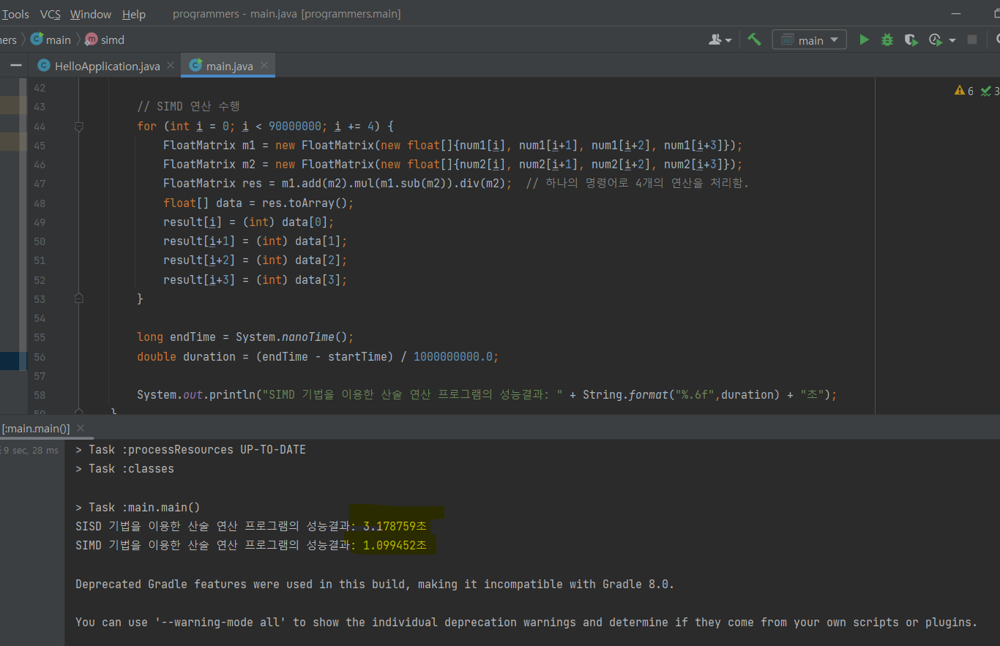 Tools VCS Window Help programmers - main.java [programmers.main]
ers main simd main
HelloApplication.java main.java
42 6 3
43 // SIMD 연산 수행
44 for (int i = 0; i < 90000000; i += 4) {
45 FloatMatrix m1 = new FloatMatrix(new float[]{num1[i], num1[i+1], num1[i+2], num1[i+3]});
46 FloatMatrix m2 = new FloatMatrix(new float[]{num2[i], num2[i+1], num2[i+2], num2[i+3]});
47 FloatMatrix res = m1.add(m2).mul(m1.sub(m2)).div(m2); // 하나의 명령어로 4개의 연산을 처리함.
48 float[] data = res.toArray();
49 result[i] = (int) data[0];
50 result[i+1] = (int) data[1];
51 result[i+2] = (int) data[2];
52 result[i+3] = (int) data[3];
53 }
54
55 long endTime = System.nanoTime();
56 double duration = (endTime - startTime) / 1000000000.0;
57
58 System.out.println("SIMD 기법을 이용한 산술 연산 프로그램의 성능결과: " + String.format("%.6f",duration) + "초");
59 }
[:main.main()]
9 sec, 28 ms > Task :processResources UP-TO-DATE
> Task :classes
> Task :main.main()
SISD 기법을 이용한 산술 연산 프로그램의 성능결과: 3.178759초
SIMD 기법을 이용한 산술 연산 프로그램의 성능결과: 1.099452초
Deprecated Gradle features were used in this build, making it incompatible with Gradle 8.0.
You can use '--warning-mode all' to show the individual deprecation warnings and determine if they come from your own scripts or plugins.